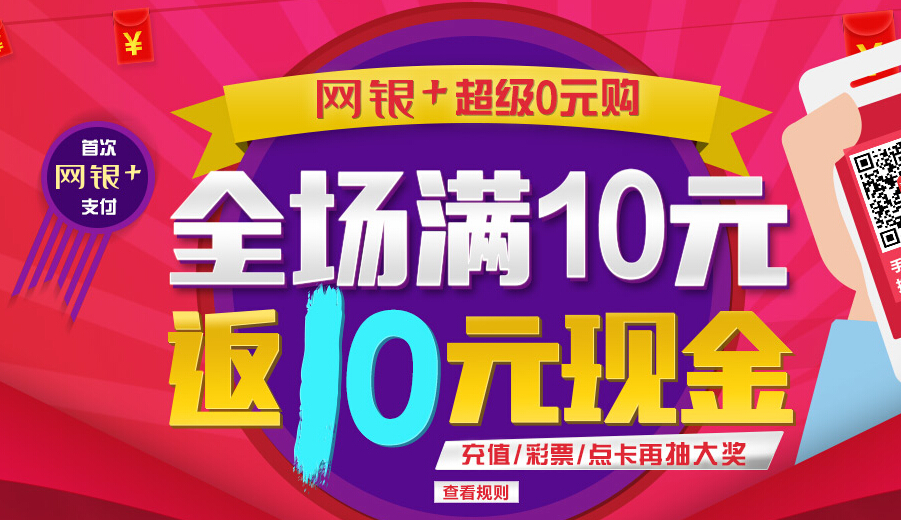 网银+超级0元购
首次
网银+
支付
全场满10元
返10元现金
充值/彩票/点卡再抽大奖
查看规则
¥
¥